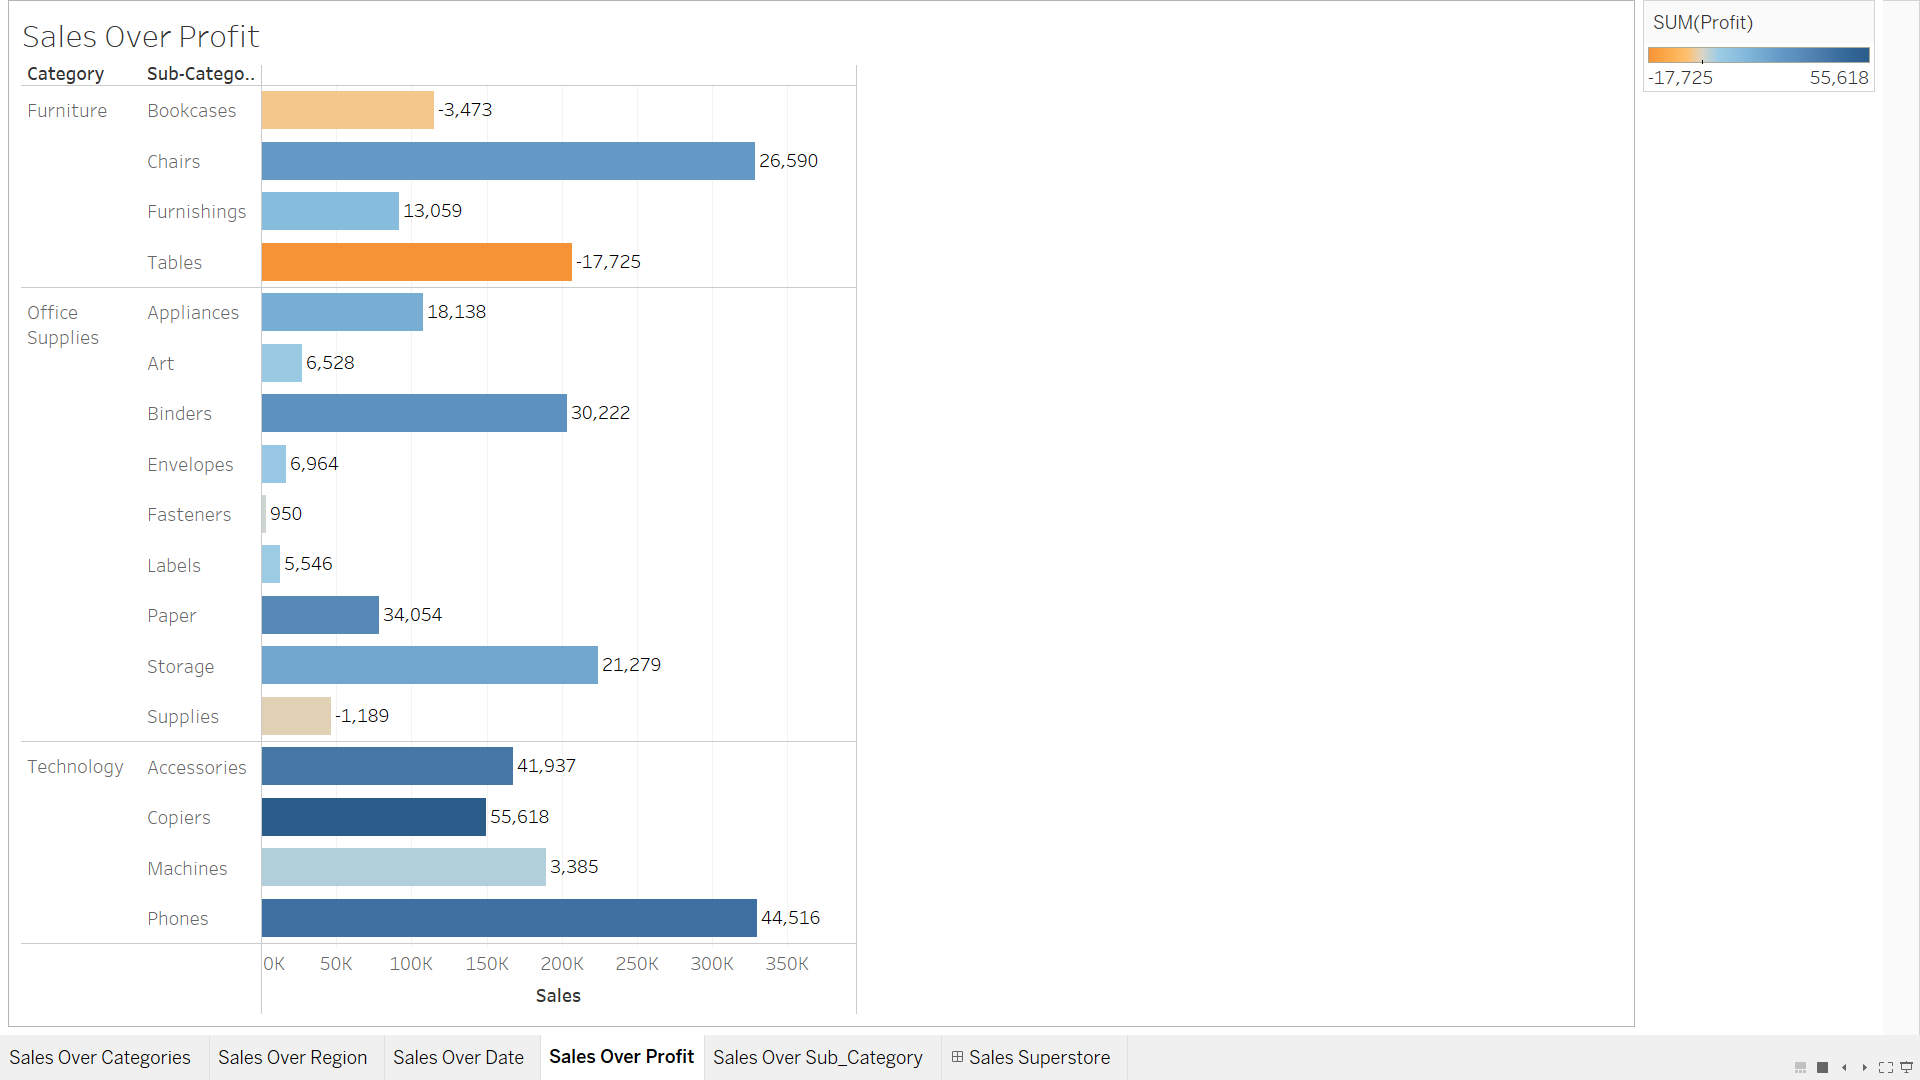 Sales Over Profit
Category Sub-Catego..
Furniture Bookcases -3,473
Chairs 26,590
Furnishings 13,059
Tables -17,725
Office Supplies Appliances 18,138
Art 6,528
Binders 30,222
Envelopes 6,964
Fasteners 950
Labels 5,546
Paper 34,054
Storage 21,279
Supplies -1,189
Technology Accessories 41,937
Copiers 55,618
Machines 3,385
Phones 44,516
0K 50K 100K 150K 200K 250K 300K 350K
Sales
SUM(Profit)
-17,725 55,618
Sales Over Categories Sales Over Region Sales Over Date Sales Over Profit Sales Over Sub_Category Sales Superstore